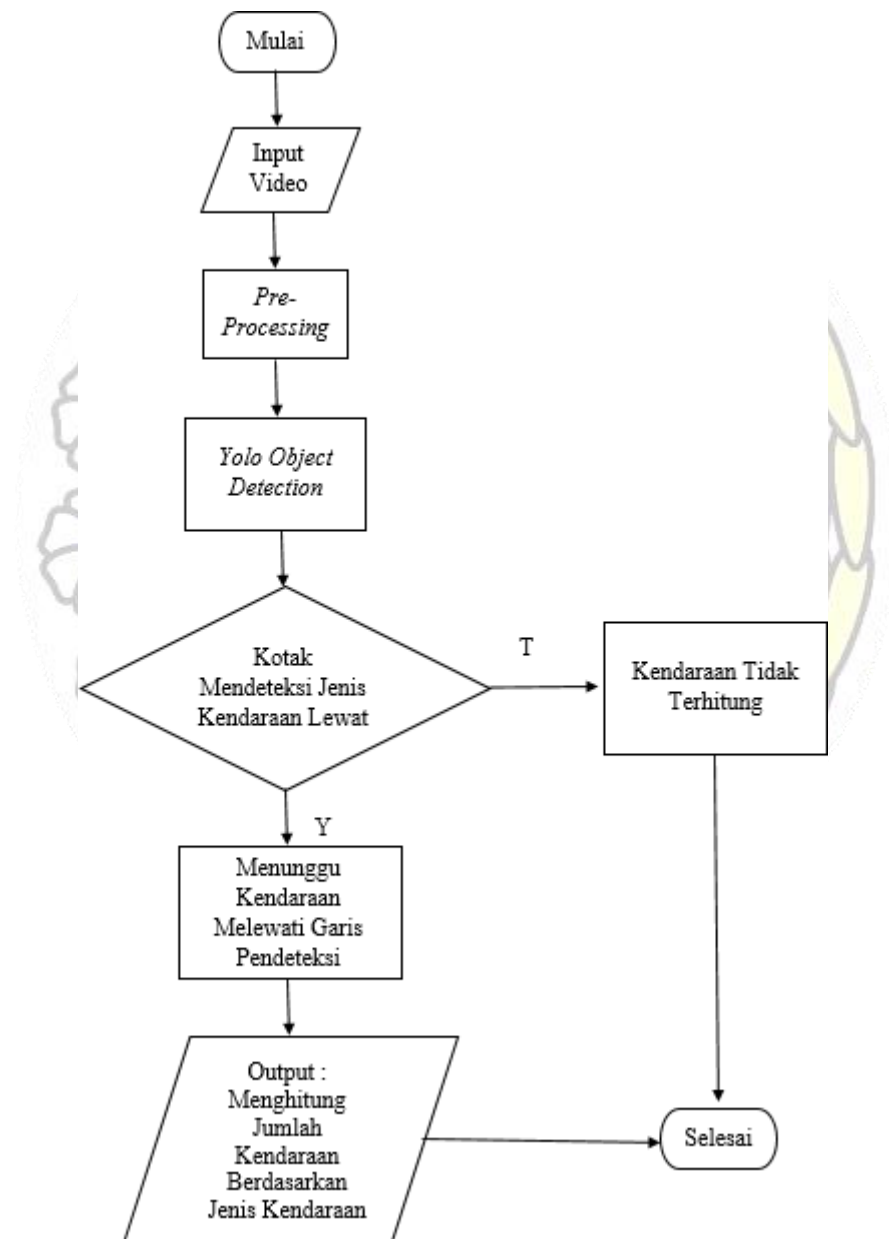 Mulai
Input
Video
Pre-
Processing
Yolo Object
Detection
Kotak
Mendeteksi Jenis
Kendaraan Lewat
T
Kendaraan Tidak
Terhitung
Y
Menunggu
Kendaraan
Melewati Garis
Pendeteksi
Output :
Menghitung
Jumlah
Kendaraan
Berdasarkan
Jenis Kendaraan
Selesai